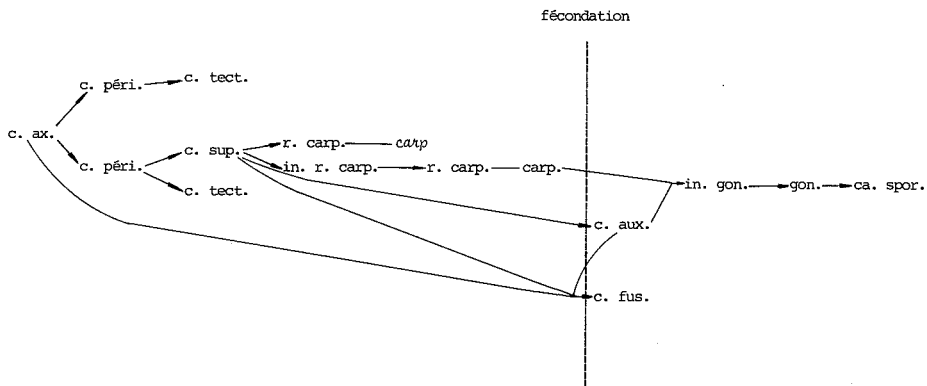 fécondation
c. péri. c. tect.
c. ax.
r. carp. carp
c. sup.
c. péri. in. r. carp. r. carp. carp.
in. gon. gon. ca. spor.
c. tect.
c. aux.
c. fus.